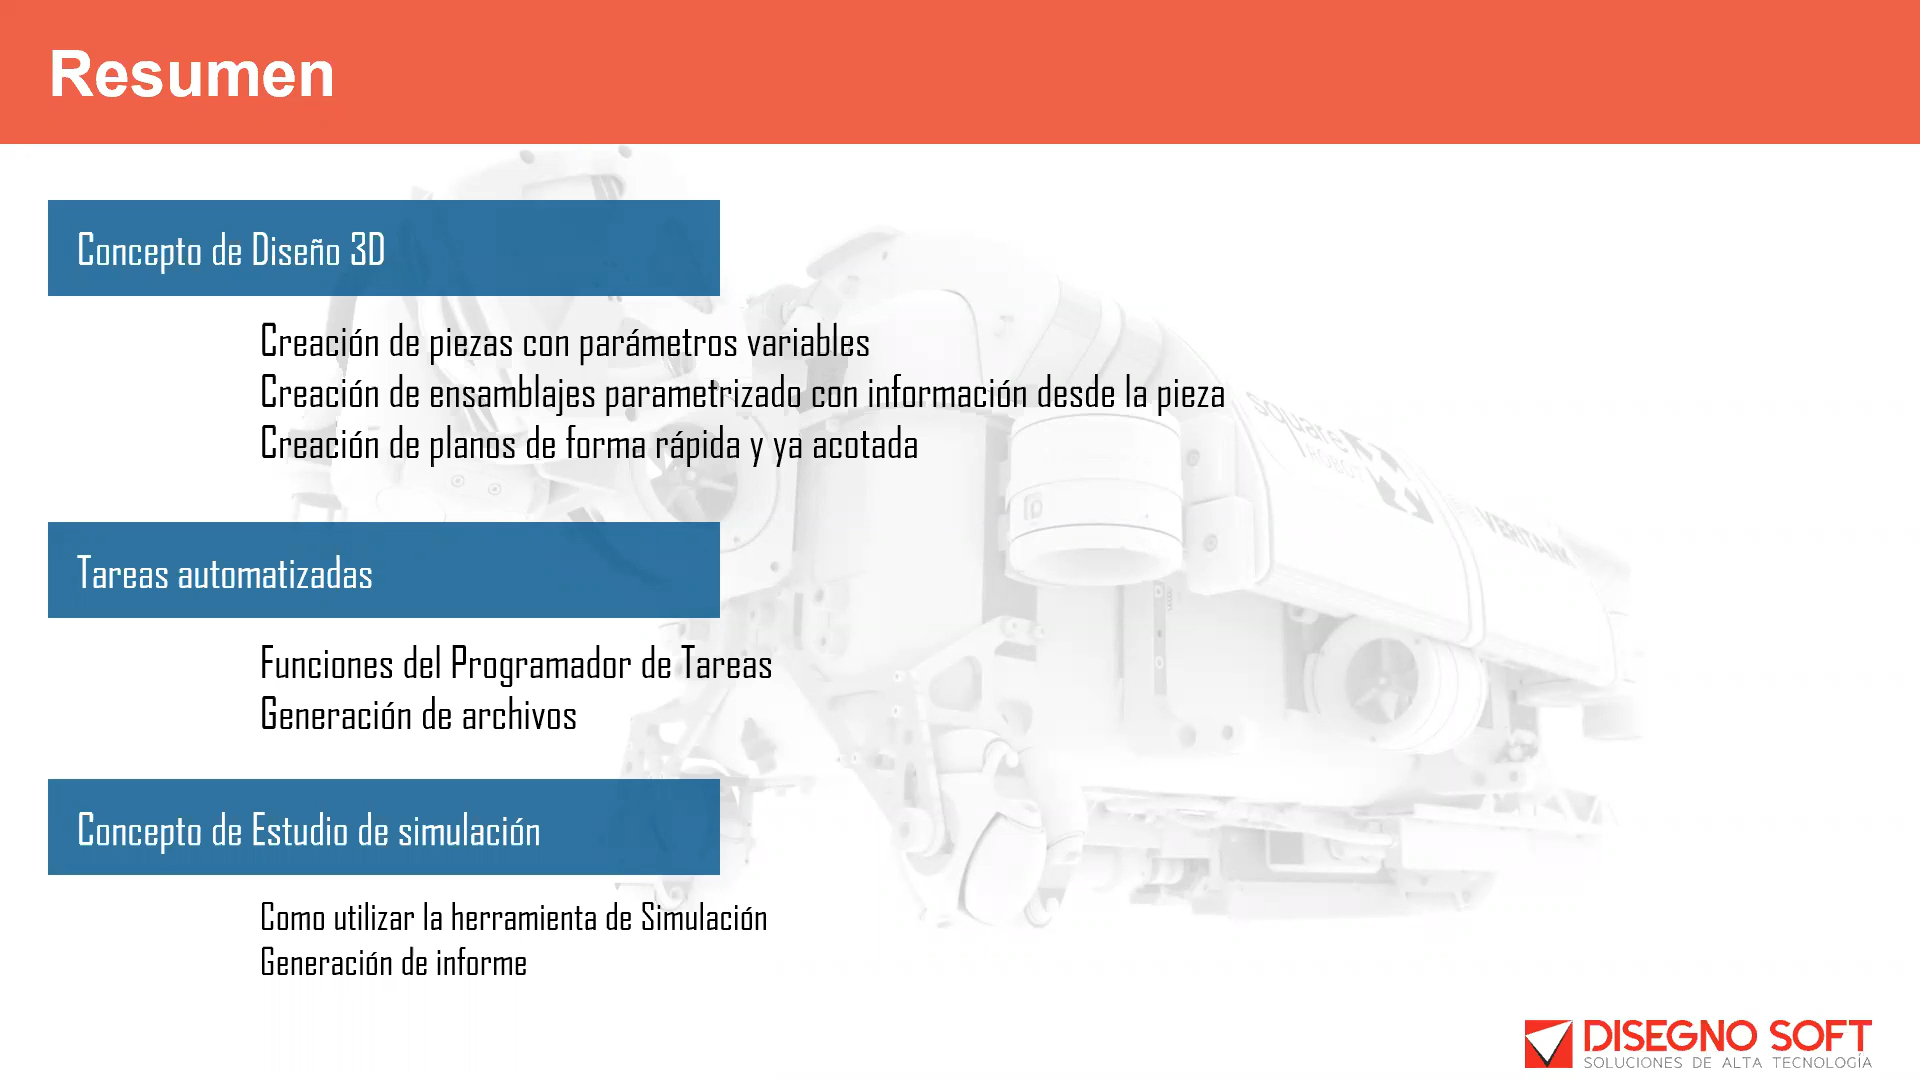 Resumen
Concepto de Diseño 3D
Creación de piezas con parámetros variables
Creación de ensamblajes parametrizado con información desde la pieza
Creación de planos de forma rápida y ya acotada
square
ROBOT
VERITANK
Tareas automatizadas
Funciones del Programador de Tareas
Generación de archivos
Concepto de Estudio de simulación
Como utilizar la herramienta de Simulación
Generación de informe
DISEGNO SOFT
SOLUCIONES DE ALTA TECNOLOGÍA